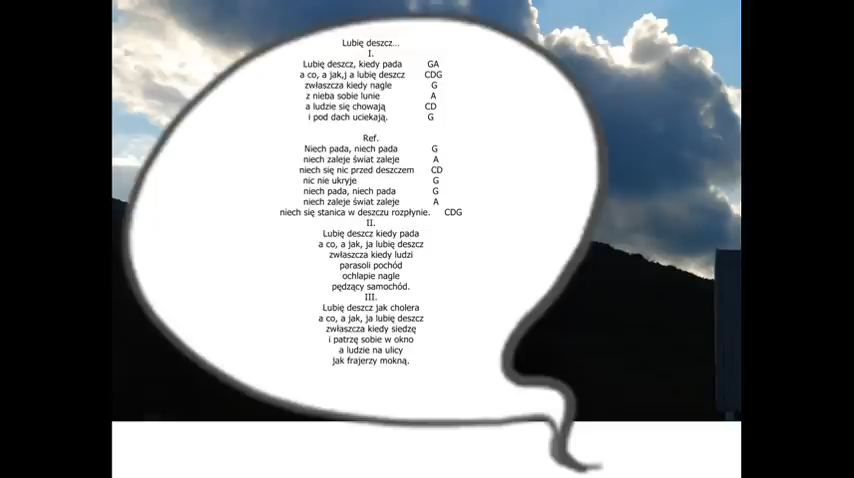 Lubię deszcz...
I.
Lubię deszcz, kiedy pada GA
a co, a jak,j a lubię deszcz CDG
zwłaszcza kiedy nagle G
z nieba sobie lunie A
a ludzie się chowają CD
i pod dach uciekają. G
Ref.
Niech pada, niech pada G
niech zaleje świat zaleje A
niech się nic przed deszczem CD
nic nie ukryje G
niech pada, niech pada G
niech zaleje świat zaleje A
niech się stanica w deszczu rozpłynie. CDG
II.
Lubię deszcz kiedy pada
a co, a jak, ja lubię deszcz
zwłaszcza kiedy ludzi
parasoli pochód
ochlapie nagle
pędzący samochód.
III.
Lubię deszcz jak cholera
a co, a jak, ja lubię deszcz
zwłaszcza kiedy siedzę
i patrzę sobie w okno
a ludzie na ulicy
jak frajerzy mokną.